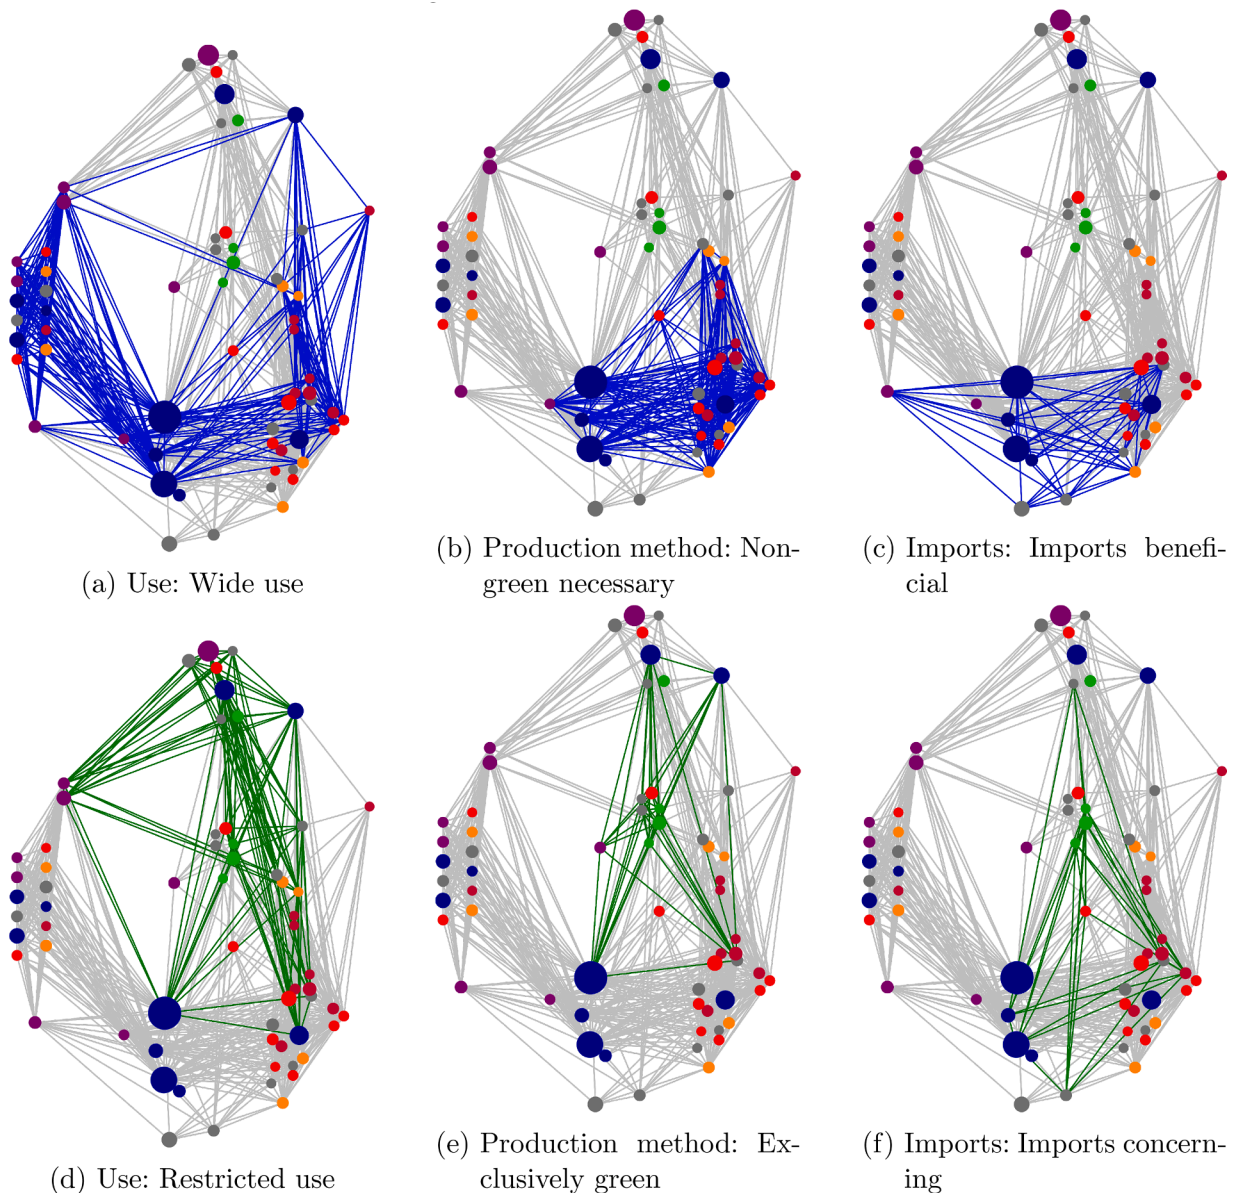 (a) Use: Wide use
(b) Production method: Non-
green necessary
(c) Imports: Imports benefi-
cial
(d) Use: Restricted use
(e) Production method: Ex-
clusively green
(f) Imports: Imports concern-
ing